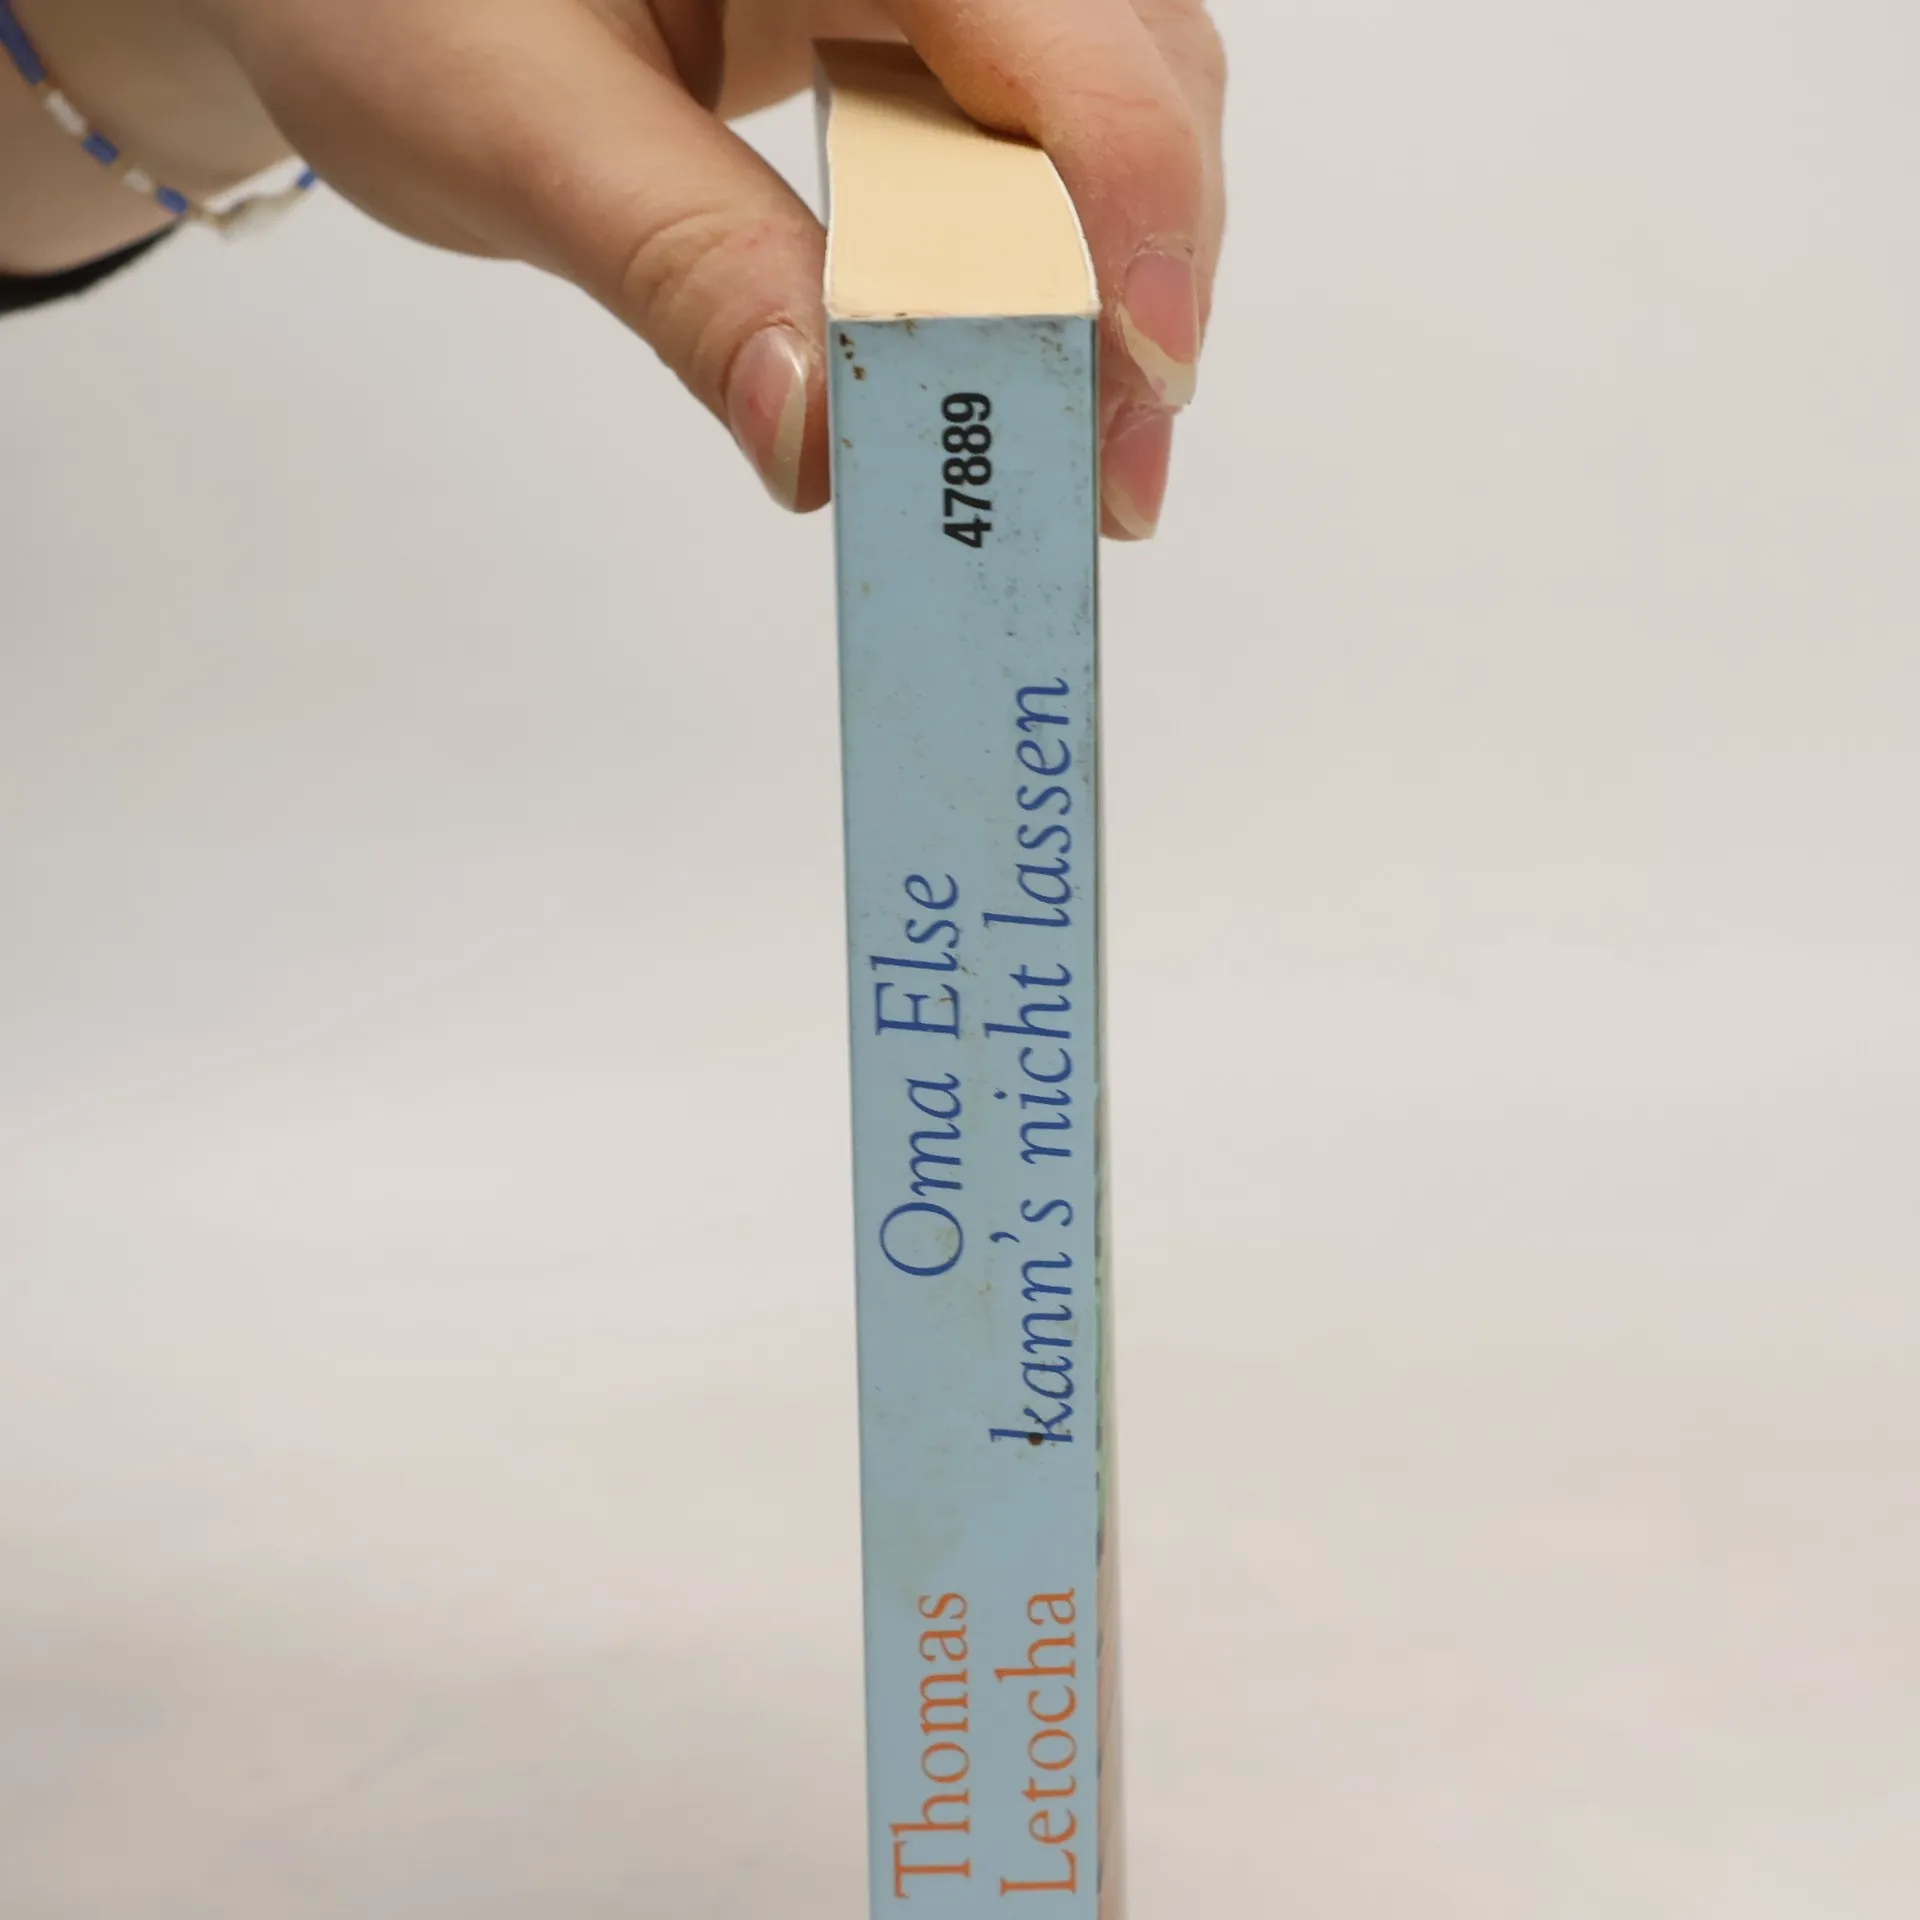 Thomas
Letocha
Oma Else
kann's nicht lassen
47889